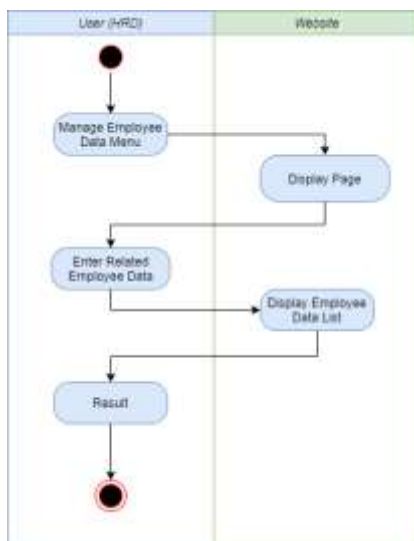 User (HRD)
Website
Manage Employee
Data Menu
Display Page
Enter Related
Employee Data
Display Employee
Data List
Result